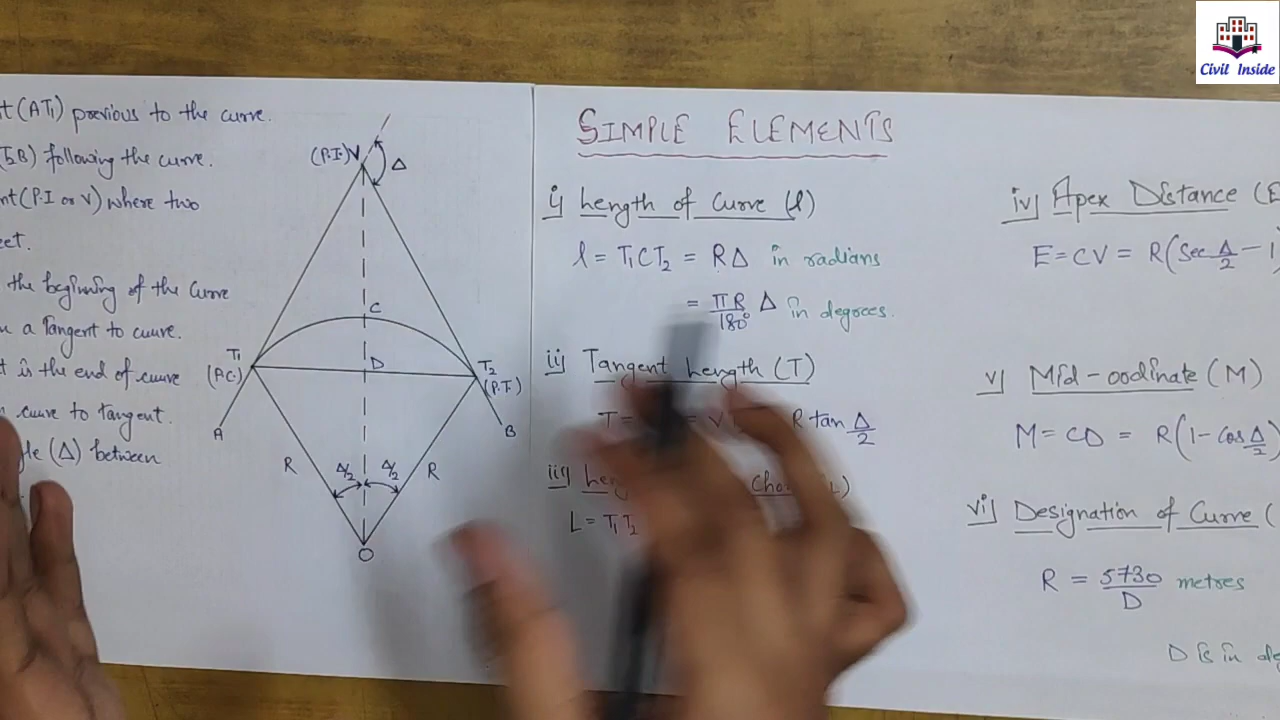 t (AT₁) previous to the curve.
T₂B) following the curve.
nt (P.I or V) where two
eet.
the beginning of the curve
a Tangent to curve.
t is the end of curve
curve to tangent.
gle (Δ) between
(P.I) V
Δ
C
D
T₁
(P.C)
T₂
(P.T)
A
B
R
Δ/2
Δ/2
R
O
SIMPLE ELEMENTS
i) Length of Curve (l)
l = T₁CT₂ = RΔ in radians
= πR/180° Δ in degrees.
ii) Tangent Length (T)
T = = V R tan Δ/2
iii) Cho L)
L = T₁T₂
iv) Apex Distance (E
E = CV = R(Sec Δ/2 - 1
v) Mid-oodinate (M)
M = CD = R(1 - Cos Δ/2)
vi) Designation of Curve (
R = 5730/D metres
D is in de
Civil Inside